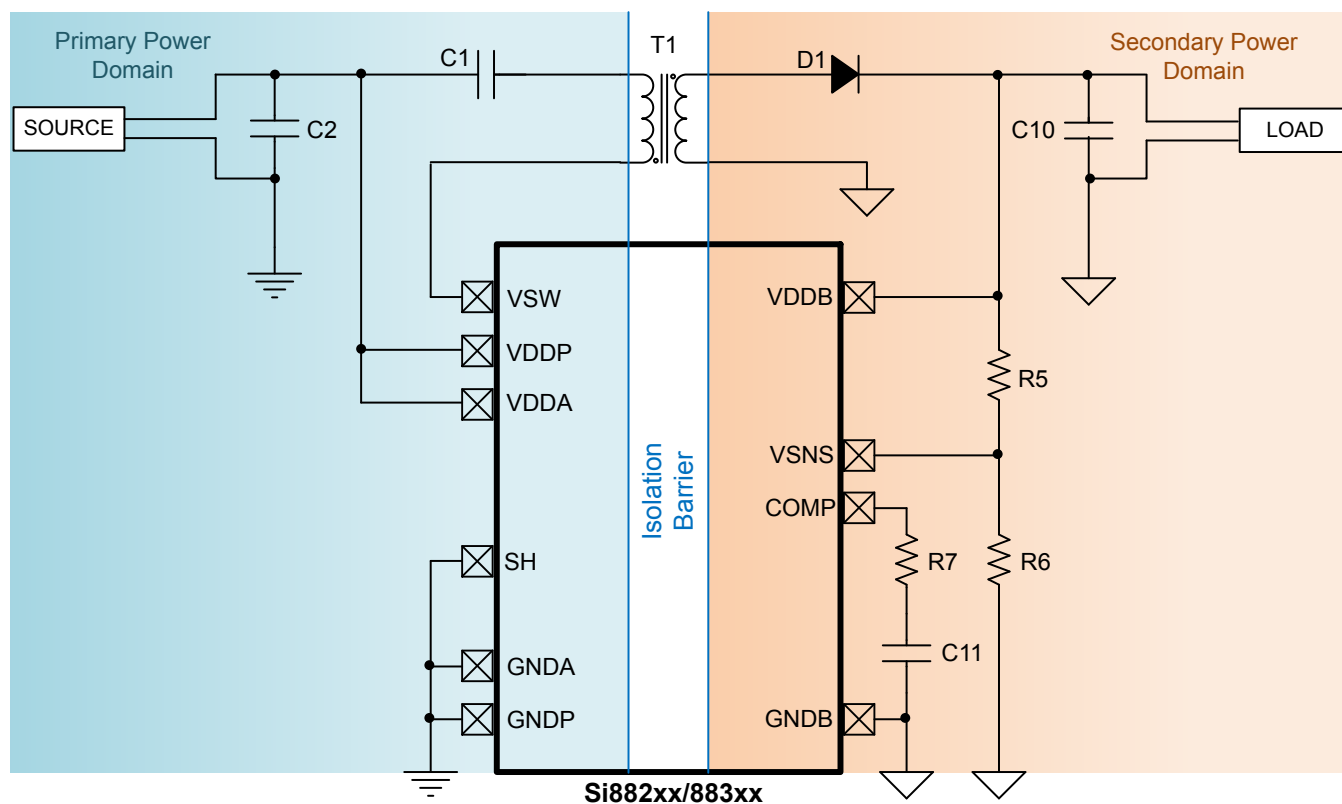 Primary Power
Domain
C1
T1
D1
Secondary Power
Domain
SOURCE
C2
C10
LOAD
VSW
VDDP
VDDA
SH
GNDA
GNDP
Isolation
Barrier
VDDB
VSNS
COMP
GNDB
R5
R7
R6
C11
Si882xx/883xx